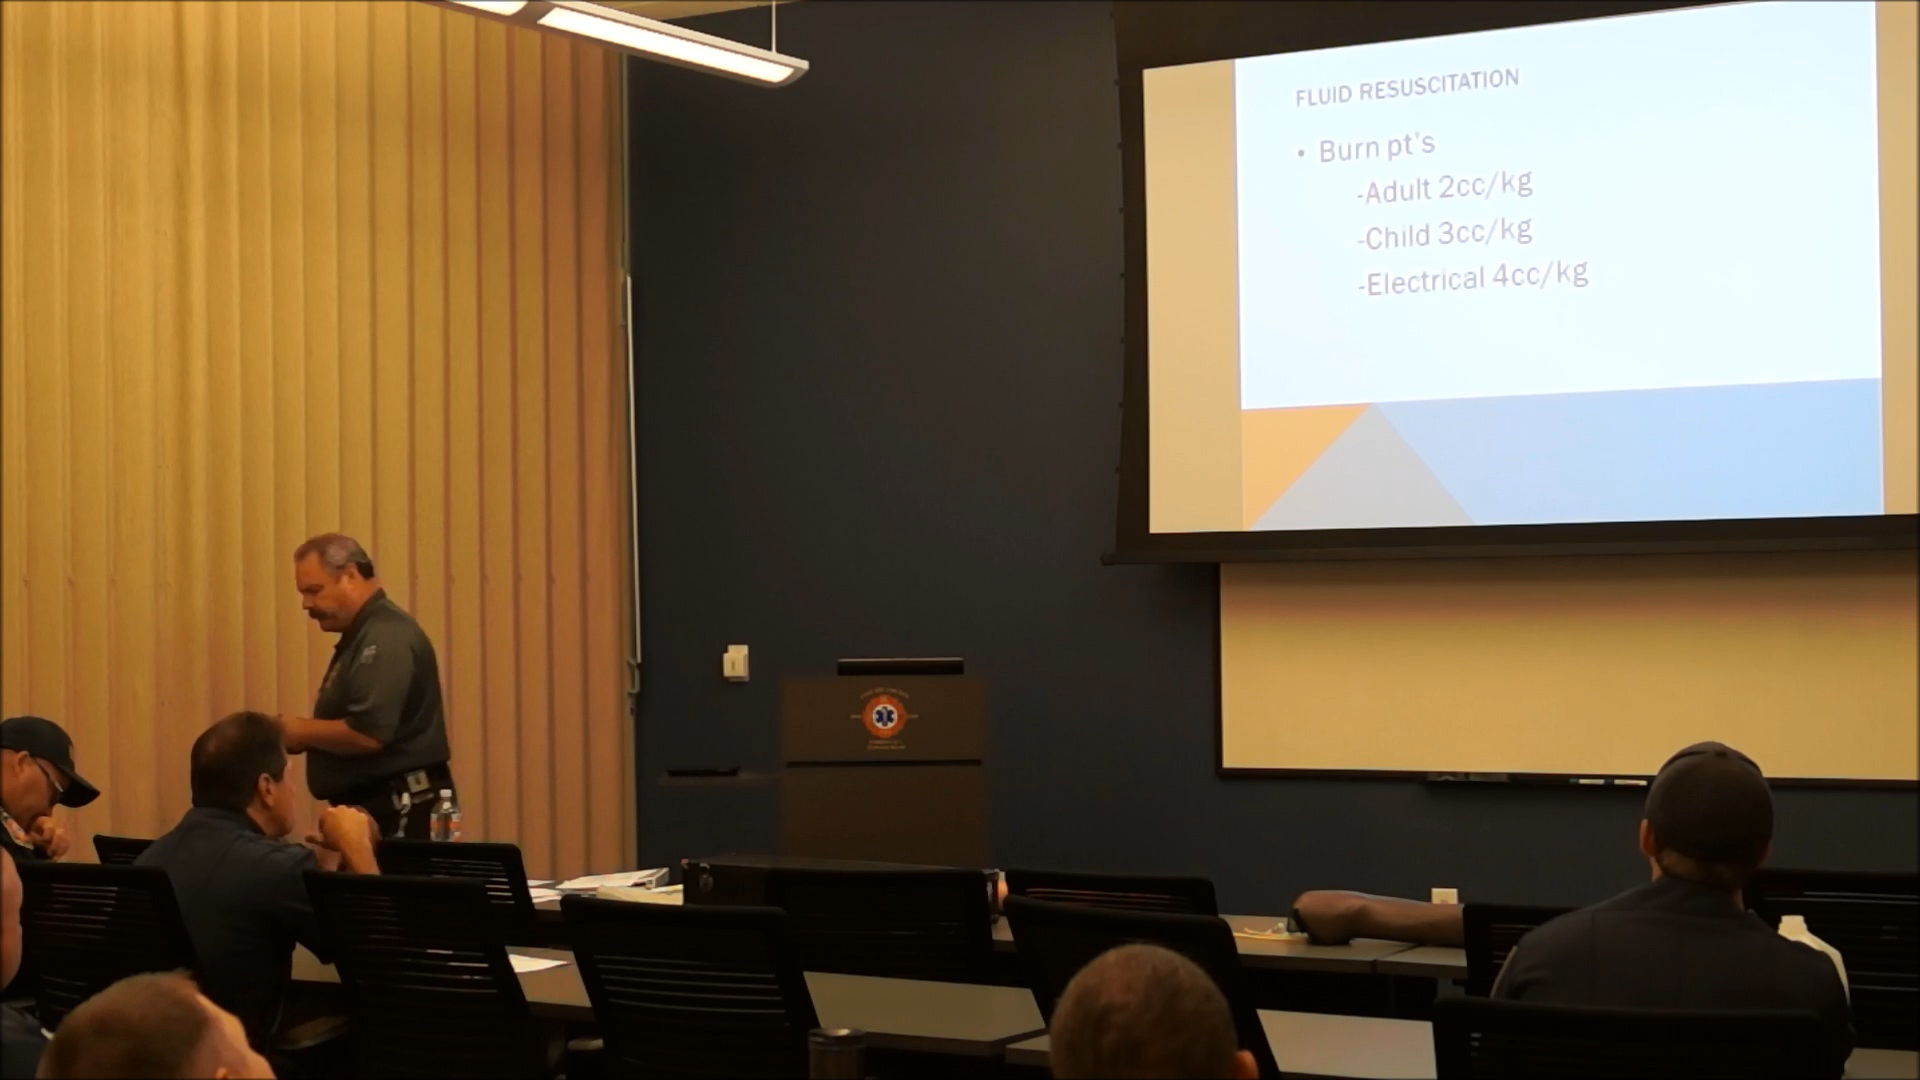 FLUID RESUSCITATION
• Burn pt's
-Adult 2cc/kg
-Child 3cc/kg
-Electrical 4cc/kg